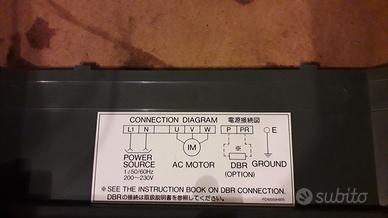 CONNECTION DIAGRAM 電源接続図
L1 N U V W P PR E
IM ※
POWER SOURCE
1∮50/60Hz
200~230V
AC MOTOR
DBR
(OPTION)
GROUND
※SEE THE INSTRUCTION BOOK ON DBR CONNECTION.
DBRの接続は取扱説明書を参照下さい。
subito